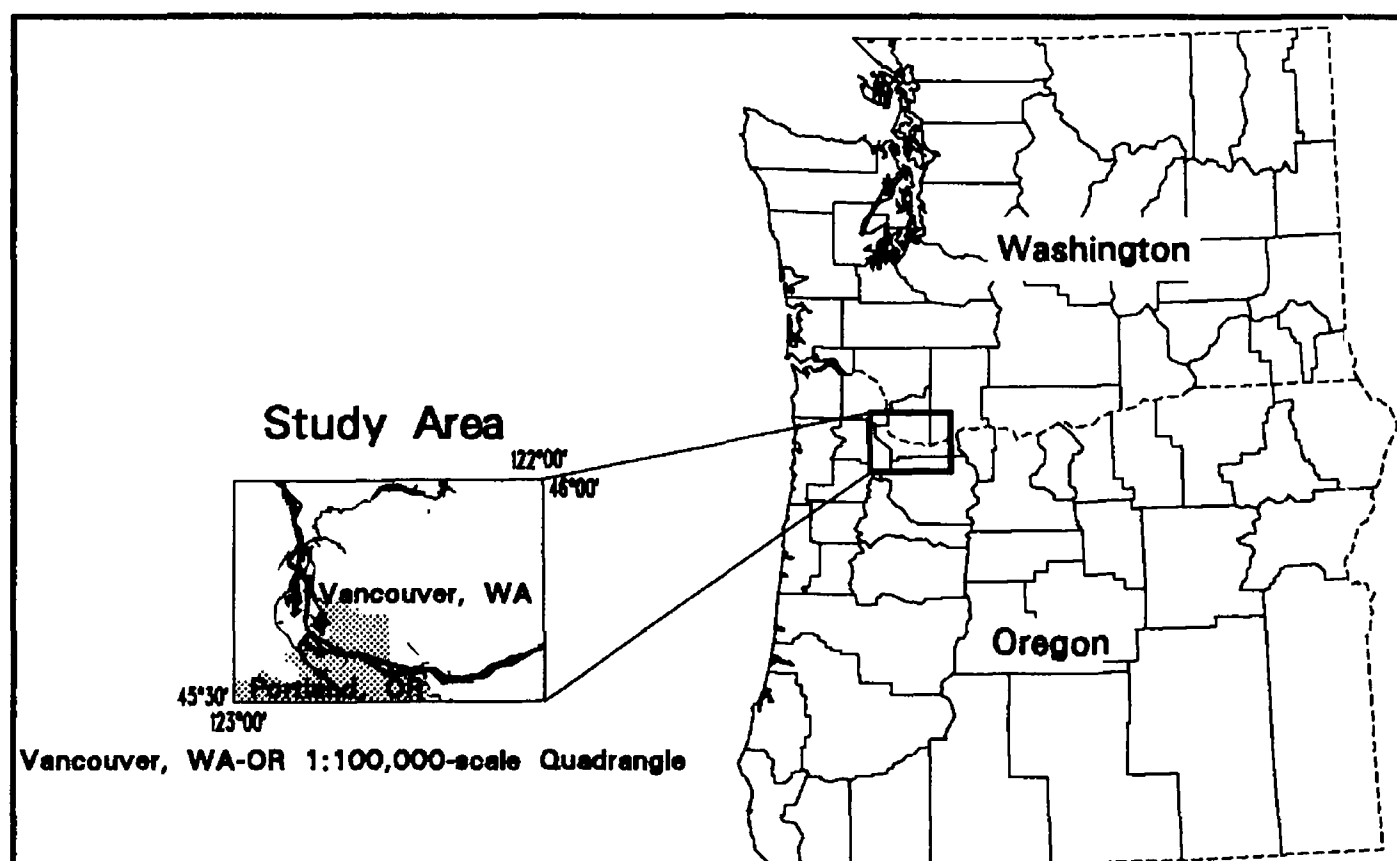 Washington
Study Area
122°00'
46°00'
Vancouver, WA
Oregon
Portland, OR
45°30'
123°00'
Vancouver, WA-OR 1:100,000-scale Quadrangle